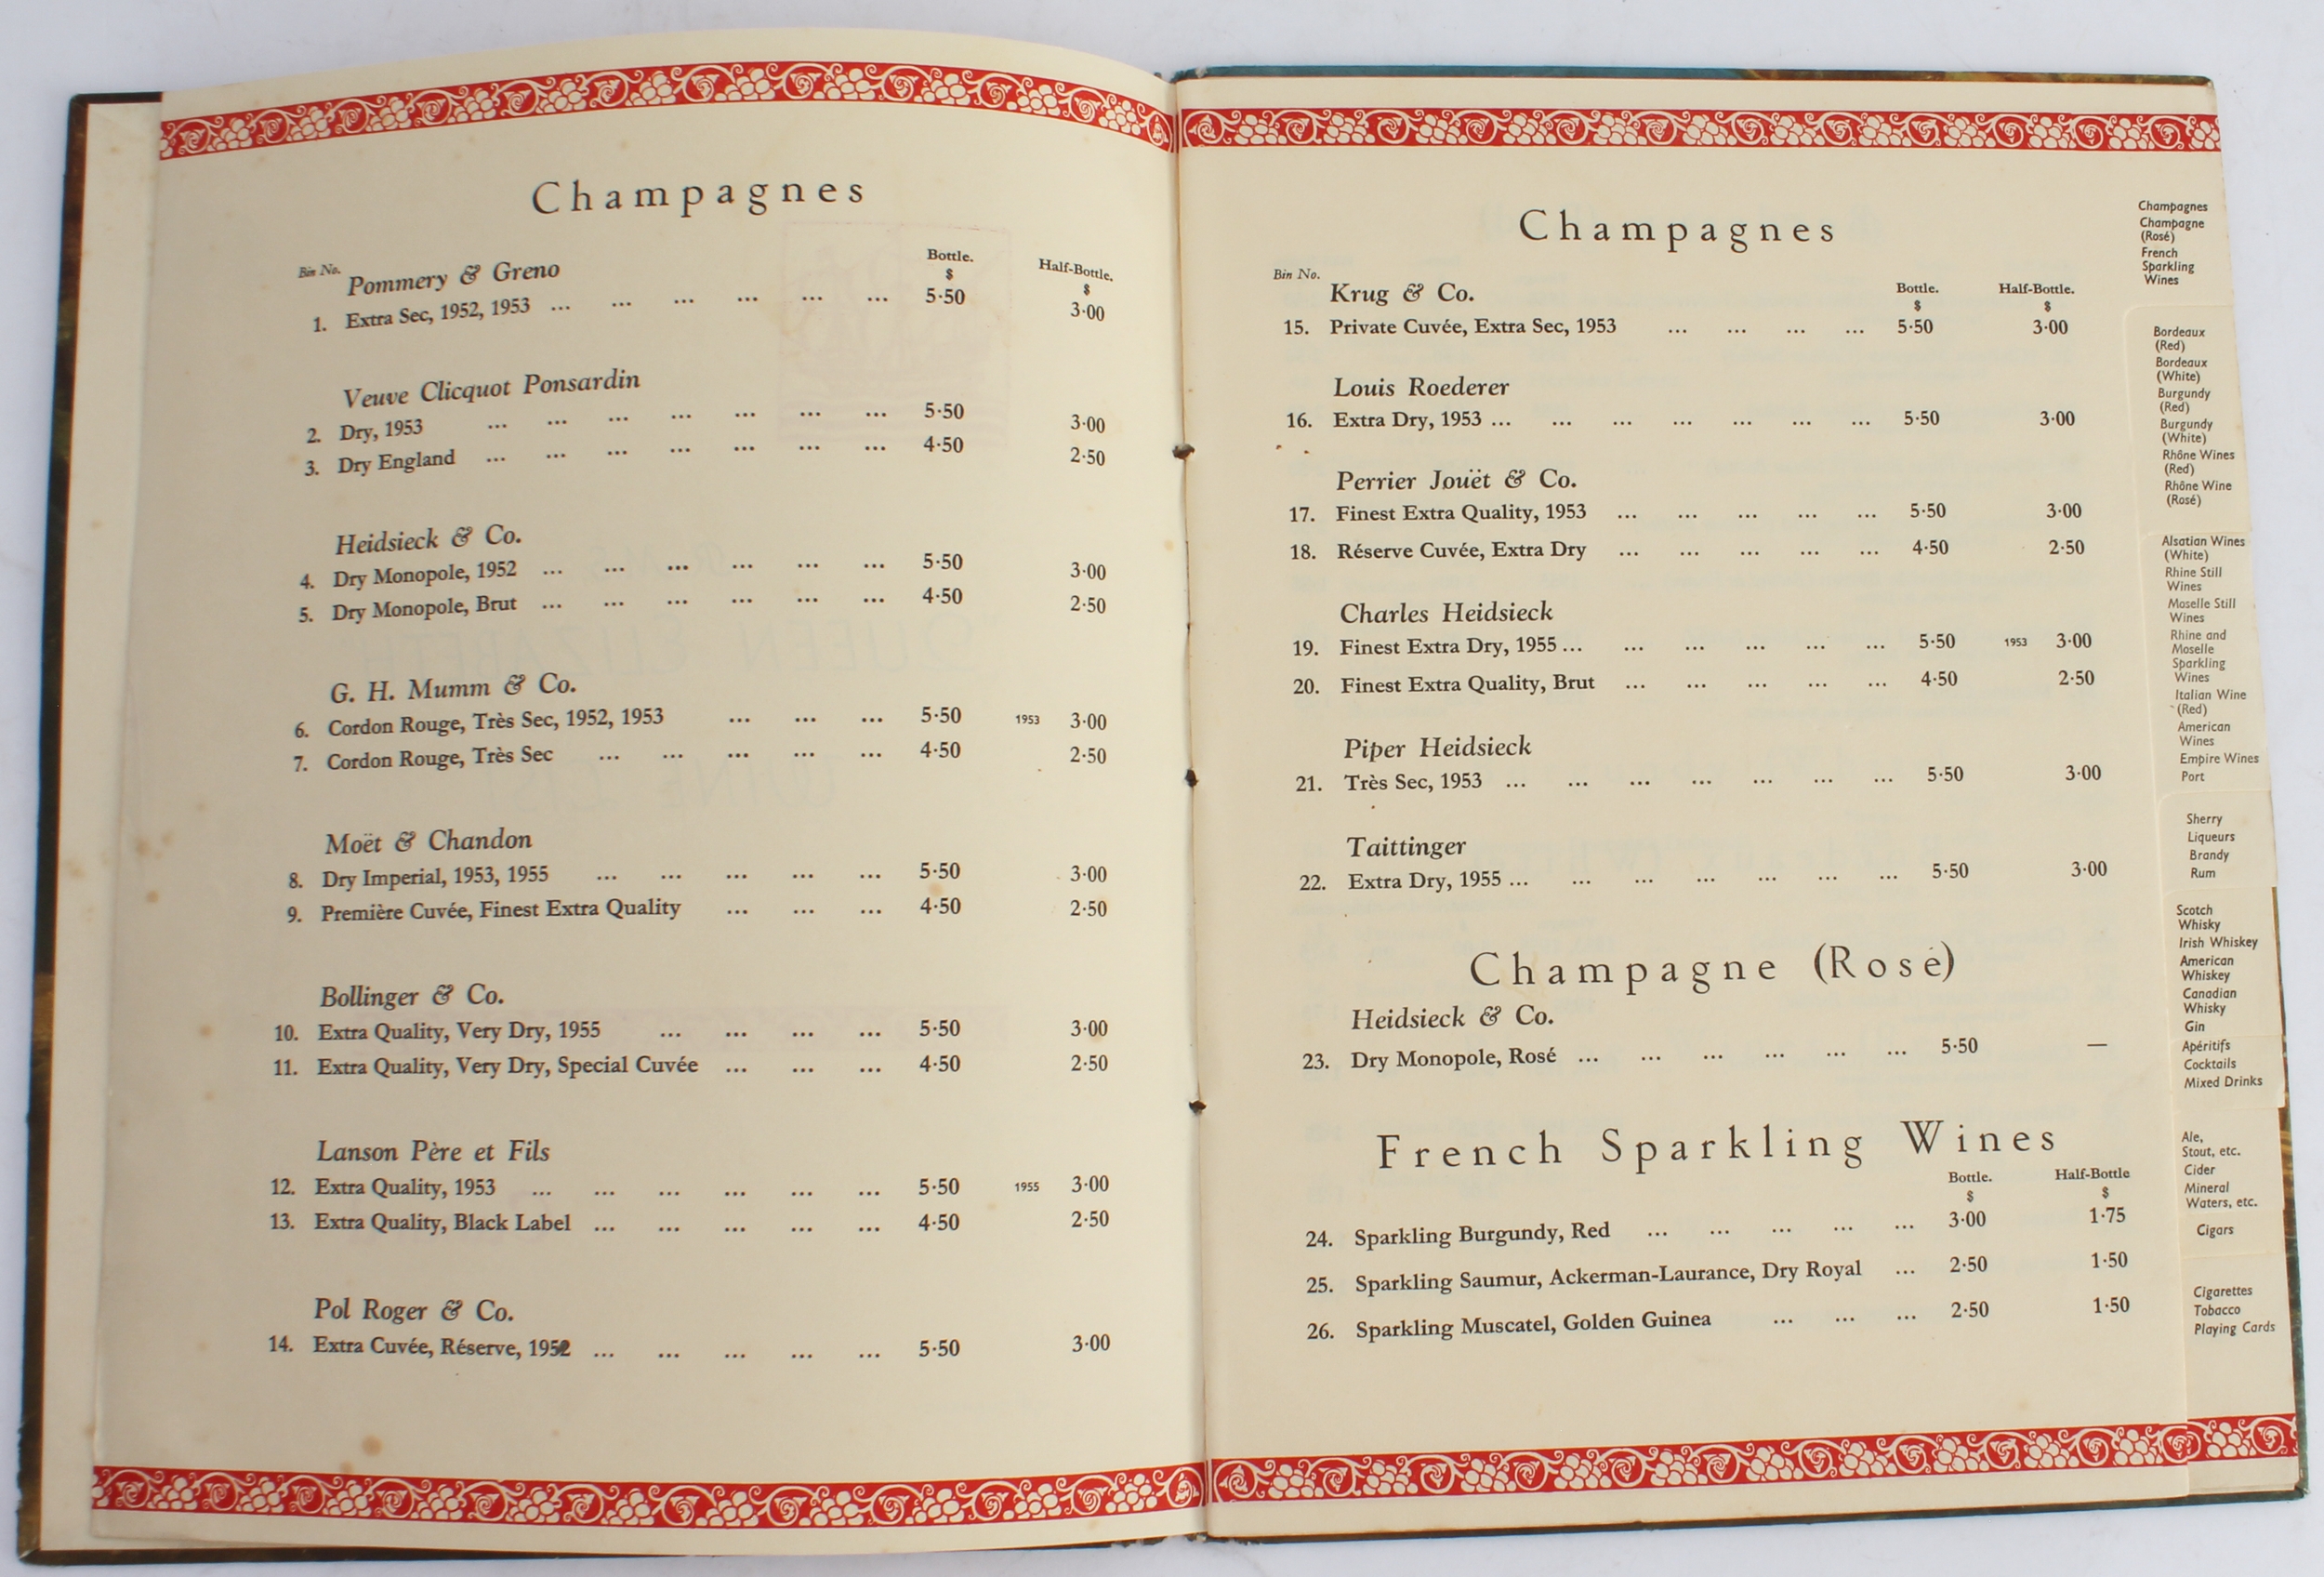 Champagnes
Bin No. Bottle. Half-Bottle.
$ $
Pommery & Greno
1. Extra Sec, 1952, 1953 ... ... ... ... ... ... 5·50 3·00
Veuve Clicquot Ponsardin
2. Dry, 1953 ... ... ... ... ... ... ... 5·50 3·00
3. Dry England ... ... ... ... ... ... ... 4·50 2·50
Heidsieck & Co.
4. Dry Monopole, 1952 ... ... ... ... ... ... 5·50 3·00
5. Dry Monopole, Brut ... ... ... ... ... ... 4·50 2·50
G. H. Mumm & Co.
6. Cordon Rouge, Très Sec, 1952, 1953 ... ... ... 5·50 1953 3·00
7. Cordon Rouge, Très Sec ... ... ... ... ... 4·50 2·50
Moët & Chandon
8. Dry Imperial, 1953, 1955 ... ... ... ... ... 5·50 3·00
9. Première Cuvée, Finest Extra Quality ... ... ... 4·50 2·50
Bollinger & Co.
10. Extra Quality, Very Dry, 1955 ... ... ... ... 5·50 3·00
11. Extra Quality, Very Dry, Special Cuvée ... ... ... 4·50 2·50
Lanson Père et Fils
12. Extra Quality, 1953 ... ... ... ... ... ... 5·50 1955 3·00
13. Extra Quality, Black Label ... ... ... ... ... 4·50 2·50
Pol Roger & Co.
14. Extra Cuvée, Réserve, 1952 ... ... ... ... ... 5·50 3·00
Champagnes
Bin No. Bottle. Half-Bottle.
$ $
Krug & Co.
15. Private Cuvée, Extra Sec, 1953 ... ... ... ... 5·50 3·00
Louis Roederer
16. Extra Dry, 1953 ... ... ... ... ... ... ... 5·50 3·00
Perrier Jouët & Co.
17. Finest Extra Quality, 1953 ... ... ... ... ... 5·50 3·00
18. Réserve Cuvée, Extra Dry ... ... ... ... ... 4·50 2·50
Charles Heidsieck
19. Finest Extra Dry, 1955 ... ... ... ... ... ... 5·50 1953 3·00
20. Finest Extra Quality, Brut ... ... ... ... ... 4·50 2·50
Piper Heidsieck
21. Très Sec, 1953 ... ... ... ... ... ... ... 5·50 3·00
Taittinger
22. Extra Dry, 1955 ... ... ... ... ... ... ... 5·50 3·00
Champagne (Rosé)
Heidsieck & Co.
23. Dry Monopole, Rosé ... ... ... ... ... ... 5·50 —
French Sparkling Wines
Bottle. Half-Bottle
$ $
24. Sparkling Burgundy, Red ... ... ... ... ... 3·00 1·75
25. Sparkling Saumur, Ackerman-Laurance, Dry Royal ... 2·50 1·50
26. Sparkling Muscatel, Golden Guinea ... ... ... 2·50 1·50
Champagnes
Champagne
(Rosé)
French
Sparkling
Wines
Bordeaux
(Red)
Bordeaux
(White)
Burgundy
(Red)
Burgundy
(White)
Rhône Wines
(Red)
Rhône Wine
(Rosé)
Alsatian Wines
(White)
Rhine Still
Wines
Moselle Still
Wines
Rhine and
Moselle
Sparkling
Wines
Italian Wine
(Red)
American
Wines
Empire Wines
Port
Sherry
Liqueurs
Brandy
Rum
Scotch
Whisky
Irish Whiskey
American
Whiskey
Canadian
Whisky
Gin
Apéritifs
Cocktails
Mixed Drinks
Ale,
Stout, etc.
Cider
Mineral
Waters, etc.
Cigars
Cigarettes
Tobacco
Playing Cards